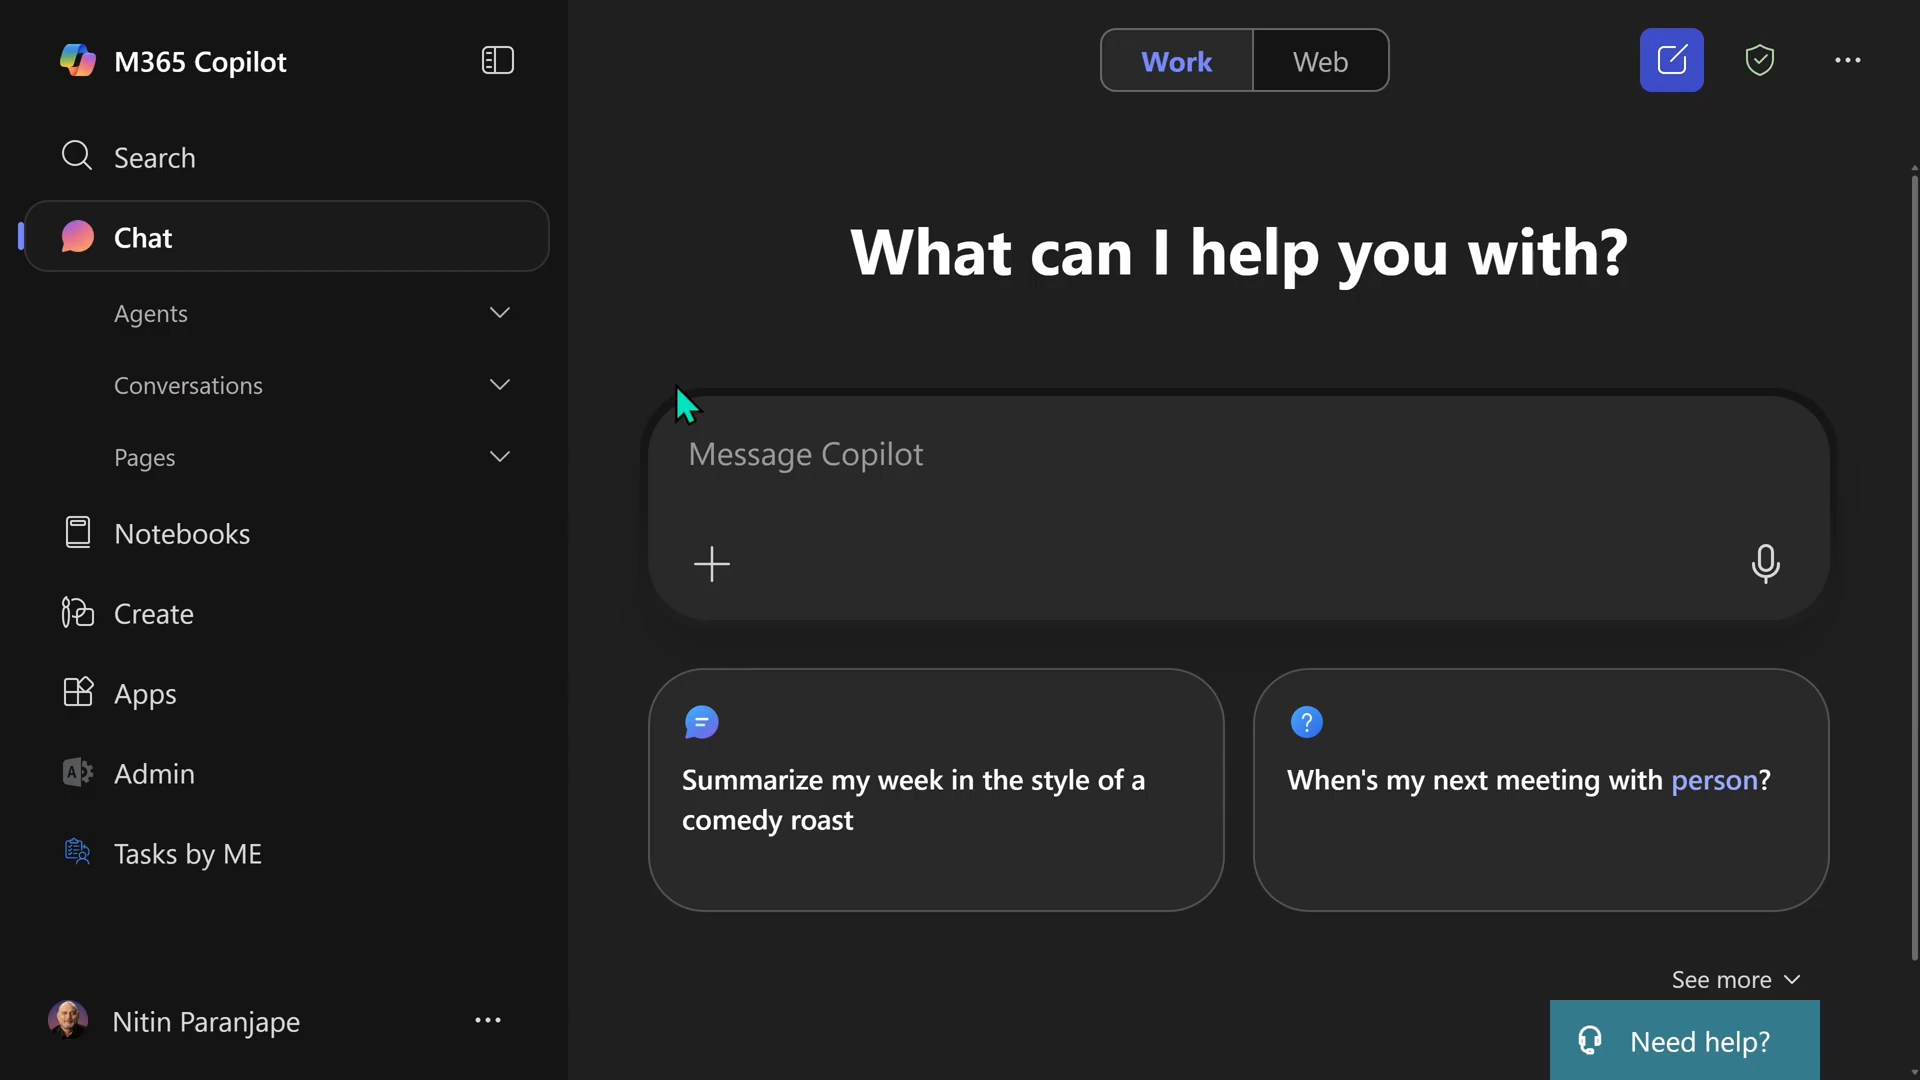 M365 Copilot
Search
Chat
Agents
Conversations
Pages
Notebooks
Create
Apps
Admin
Tasks by ME
Nitin Paranjape
Work
Web
What can I help you with?
Message Copilot
Summarize my week in the style of a
comedy roast
When's my next meeting with person?
See more
Need help?